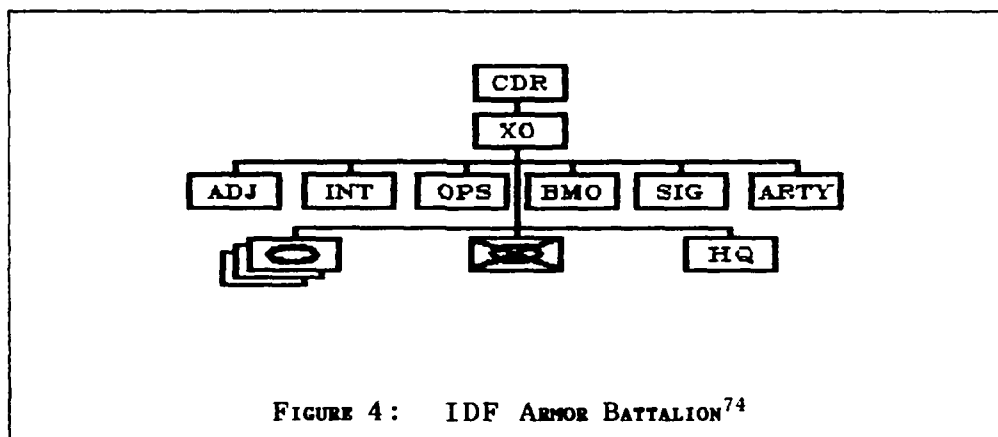 CDR
XO
ADJ INT OPS BMO SIG ARTY
HQ
FIGURE 4: IDF ARMOR BATTALION74